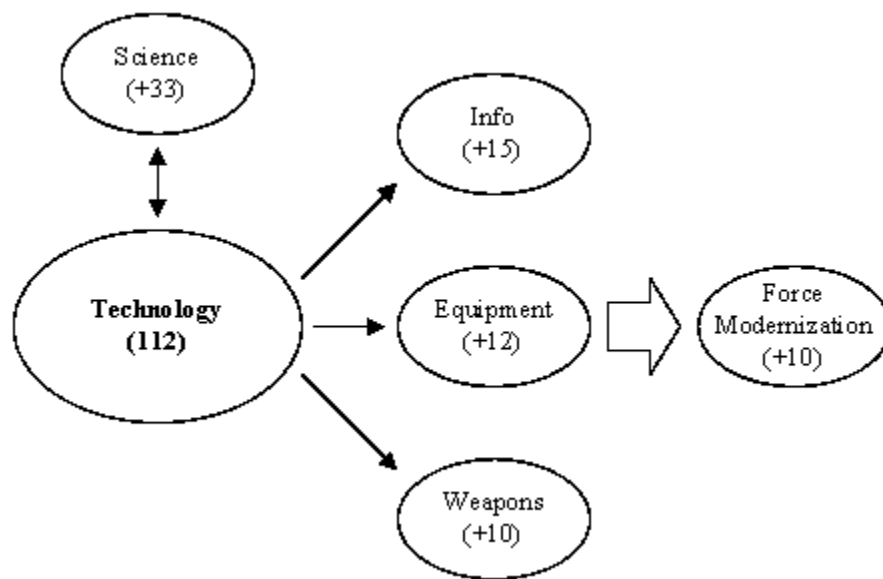 Science
(+33)
Info
(+15)
Technology
(112)
Equipment
(+12)
Force
Modernization
(+10)
Weapons
(+10)